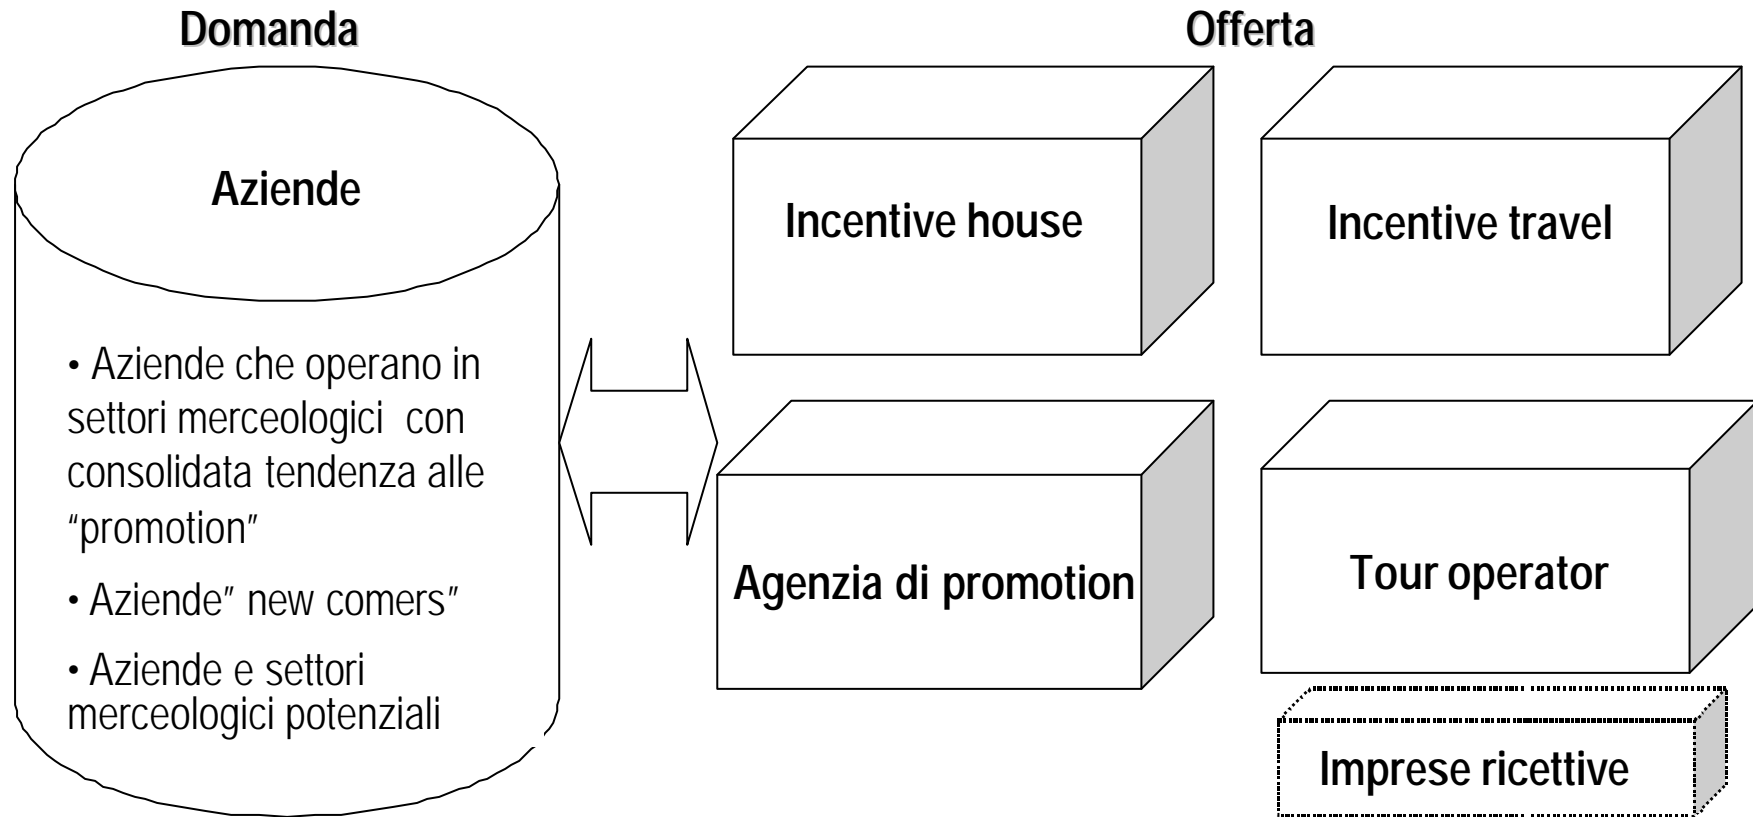 Domanda
Aziende
• Aziende che operano in
settori merceologici con
consolidata tendenza alle
“promotion”
• Aziende” new comers”
• Aziende e settori
merceologici potenziali
Offerta
Incentive house
Incentive travel
Agenzia di promotion
Tour operator
Imprese ricettive